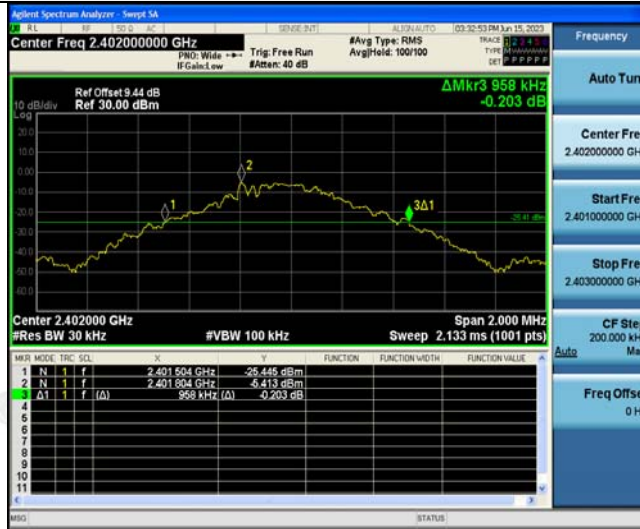 Agilent Spectrum Analyzer - Swept SA
RL RF 50 Ω AC SENSE:INT ALIGN AUTO 03:32:53 PM Jun 15, 2023
Center Freq 2.402000000 GHz
PNO: Wide
IFGain:Low
Trig: Free Run
#Atten: 40 dB
#Avg Type: RMS
Avg|Hold: 100/100
TRACE 1 2 3 4 5 6
TYPE
DET P P P P P P
ΔMkr3 958 kHz
-0.203 dB
Ref Offset 9.44 dB
Ref 30.00 dBm
10 dB/div
Log
20.0
10.0
0.00
-10.0
-20.0
-30.0
-40.0
-50.0
-60.0
1
2
3Δ1
-25.41 dBm
Center 2.402000 GHz
Span 2.000 MHz
#Res BW 30 kHz
#VBW 100 kHz
Sweep 2.133 ms (1001 pts)
MKR MODE TRC SCL X Y FUNCTION FUNCTION WIDTH FUNCTION VALUE
1 N 1 f 2.401 504 GHz -25.445 dBm
2 N 1 f 2.401 804 GHz -5.413 dBm
3 Δ1 1 f (Δ) 958 kHz (Δ) -0.203 dB
4
5
6
7
8
9
10
11
MSG
STATUS
Frequency
Auto Tun
Center Fre
2.402000000 GH
Start Fre
2.401000000 GH
Stop Fre
2.403000000 GH
CF Ste
200.000 kH
Auto Ma
Freq Offse
0 H